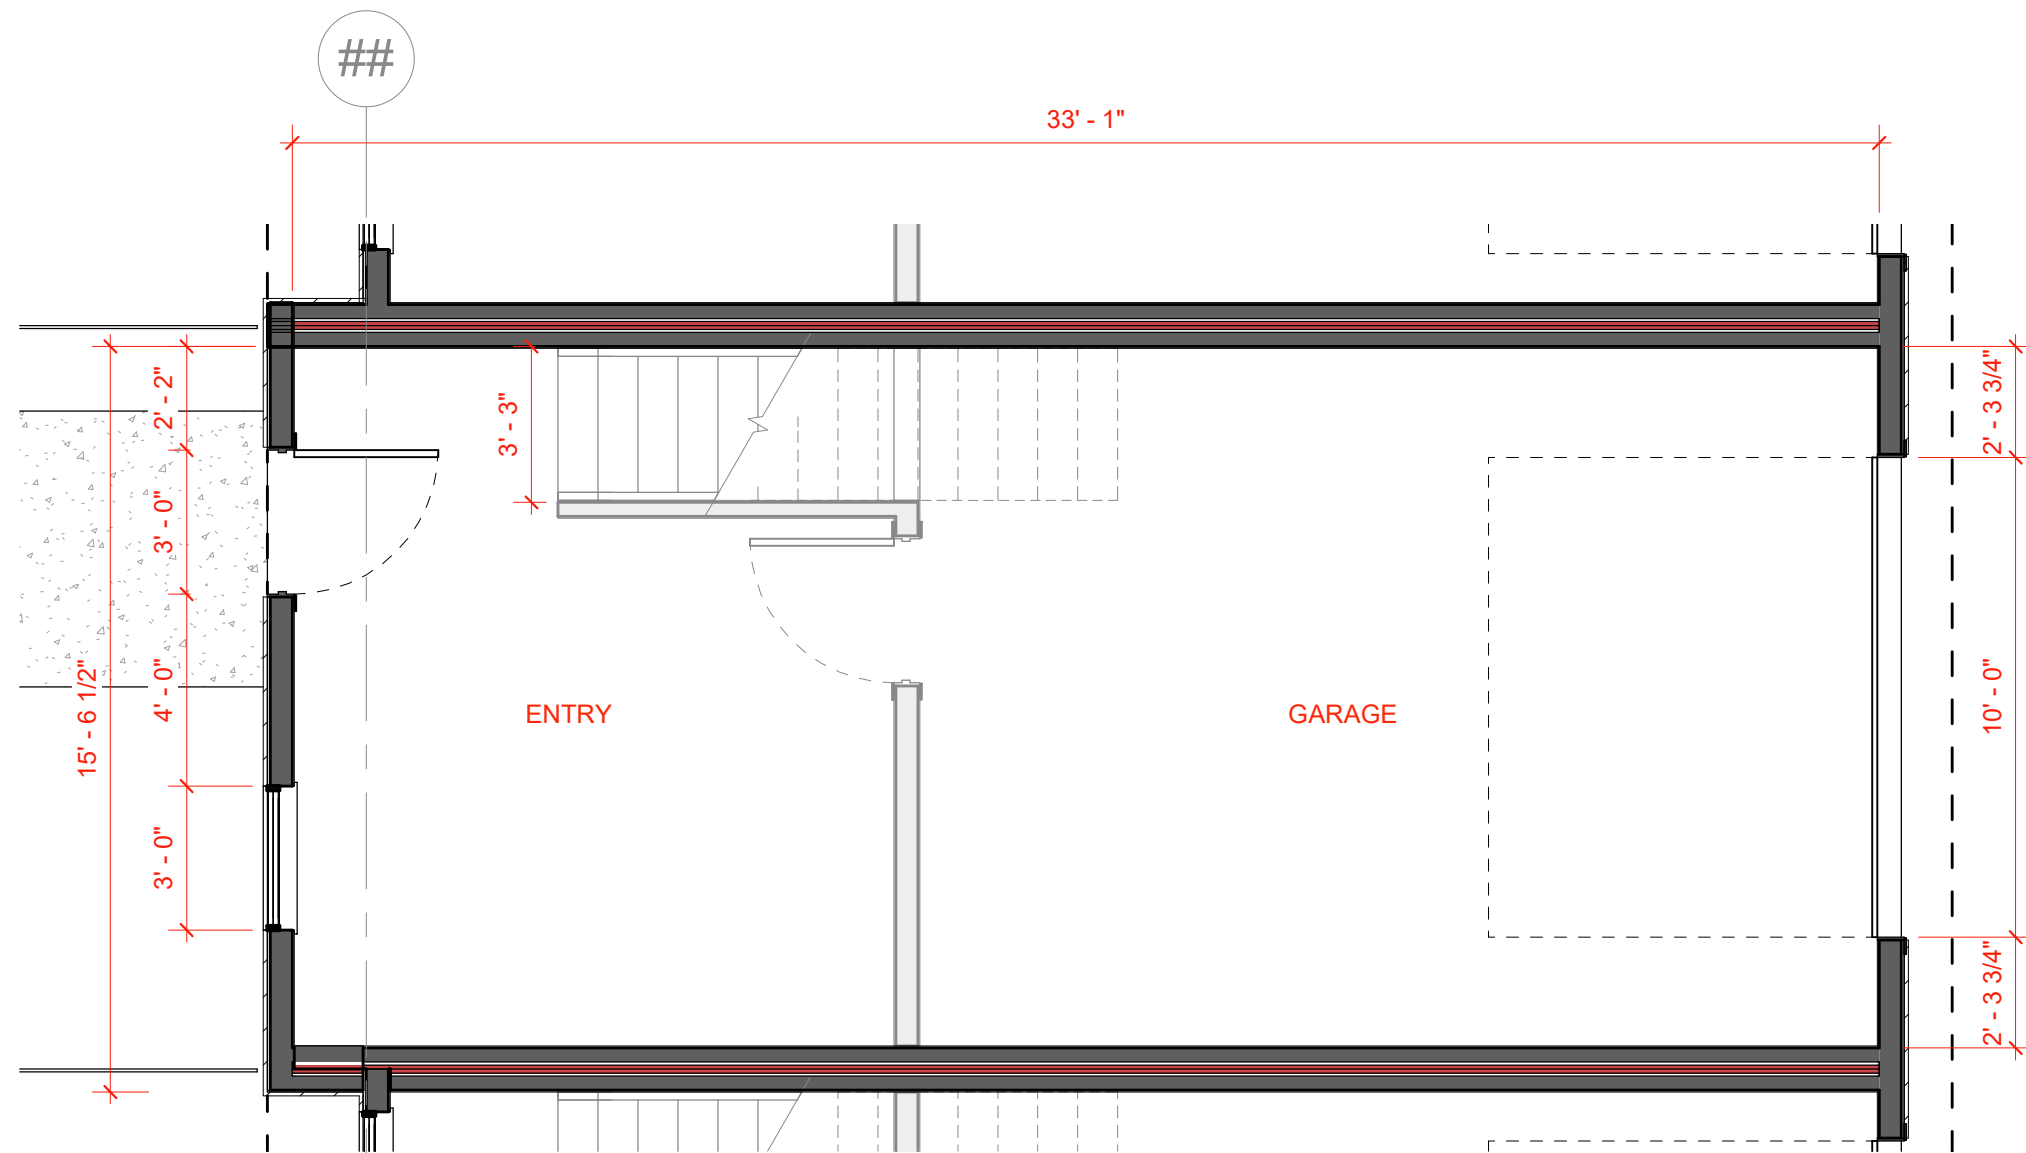 ##
33' - 1"
2' - 2"
3' - 3"
2' - 3 3/4"
3' - 0"
15' - 6 1/2"
4' - 0"
ENTRY
GARAGE
10' - 0"
3' - 0"
2' - 3 3/4"